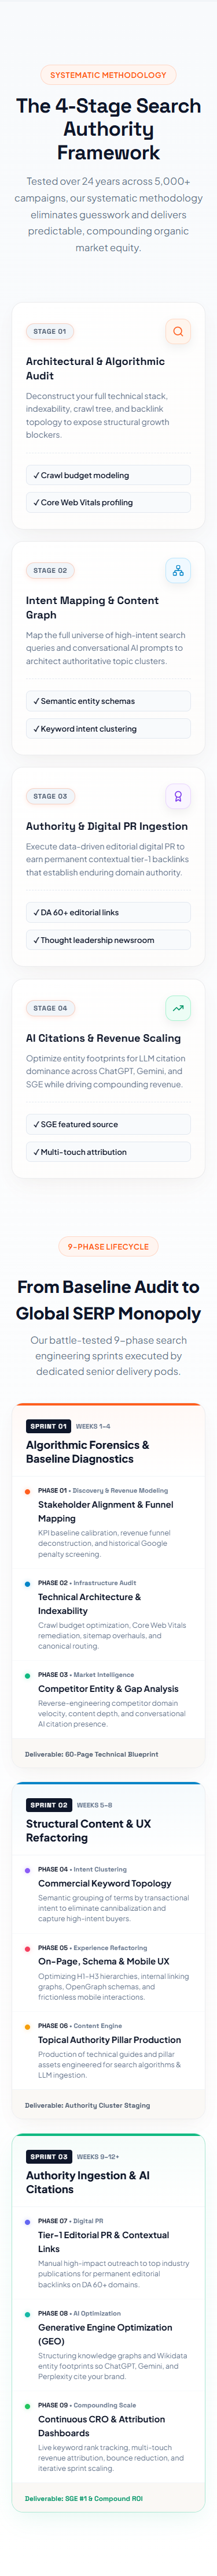 SYSTEMATIC METHODOLOGY
The 4-Stage Search
Authority
Framework
Tested over 24 years across 5,000+
campaigns, our systematic methodology
eliminates guesswork and delivers
predictable, compounding organic
market equity.
STAGE 01
Architectural & Algorithmic
Audit
Deconstruct your full technical stack,
indexability, crawl tree, and backlink
topology to expose structural growth
blockers.
✓ Crawl budget modeling
✓ Core Web Vitals profiling
STAGE 02
Intent Mapping & Content
Graph
Map the full universe of high-intent search
queries and conversational AI prompts to
architect authoritative topic clusters.
✓ Semantic entity schemas
✓ Keyword intent clustering
STAGE 03
Authority & Digital PR Ingestion
Execute data-driven editorial digital PR to
earn permanent contextual tier-1 backlinks
that establish enduring domain authority.
✓ DA 60+ editorial links
✓ Thought leadership newsroom
STAGE 04
AI Citations & Revenue Scaling
Optimize entity footprints for LLM citation
dominance across ChatGPT, Gemini, and
SGE while driving compounding revenue.
✓ SGE featured source
✓ Multi-touch attribution
9-PHASE LIFECYCLE
From Baseline Audit to
Global SERP Monopoly
Our battle-tested 9-phase search
engineering sprints executed by
dedicated senior delivery pods.
SPRINT 01 WEEKS 1-4
Algorithmic Forensics &
Baseline Diagnostics
PHASE 01 • Discovery & Revenue Modeling
Stakeholder Alignment & Funnel
Mapping
KPI baseline calibration, revenue funnel
deconstruction, and historical Google
penalty screening.
PHASE 02 • Infrastructure Audit
Technical Architecture &
Indexability
Crawl budget optimization, Core Web Vitals
remediation, sitemap overhauls, and
canonical routing.
PHASE 03 • Market Intelligence
Competitor Entity & Gap Analysis
Reverse-engineering competitor domain
velocity, content depth, and conversational
AI citation presence.
Deliverable: 60-Page Technical Blueprint
SPRINT 02 WEEKS 5-8
Structural Content & UX
Refactoring
PHASE 04 • Intent Clustering
Commercial Keyword Topology
Semantic grouping of terms by transactional
intent to eliminate cannibalization and
capture high-intent buyers.
PHASE 05 • Experience Refactoring
On-Page, Schema & Mobile UX
Optimizing H1-H3 hierarchies, internal linking
graphs, OpenGraph schemas, and
frictionless mobile interactions.
PHASE 06 • Content Engine
Topical Authority Pillar Production
Production of technical guides and pillar
assets engineered for search algorithms &
LLM ingestion.
Deliverable: Authority Cluster Staging
SPRINT 03 WEEKS 9-12+
Authority Ingestion & AI
Citations
PHASE 07 • Digital PR
Tier-1 Editorial PR & Contextual
Links
Manual high-impact outreach to top industry
publications for permanent editorial
backlinks on DA 60+ domains.
PHASE 08 • AI Optimization
Generative Engine Optimization
(GEO)
Structuring knowledge graphs and Wikidata
entity footprints so ChatGPT, Gemini, and
Perplexity cite your brand.
PHASE 09 • Compounding Scale
Continuous CRO & Attribution
Dashboards
Live keyword rank tracking, multi-touch
revenue attribution, bounce reduction, and
iterative sprint scaling.
Deliverable: SGE #1 & Compound ROI